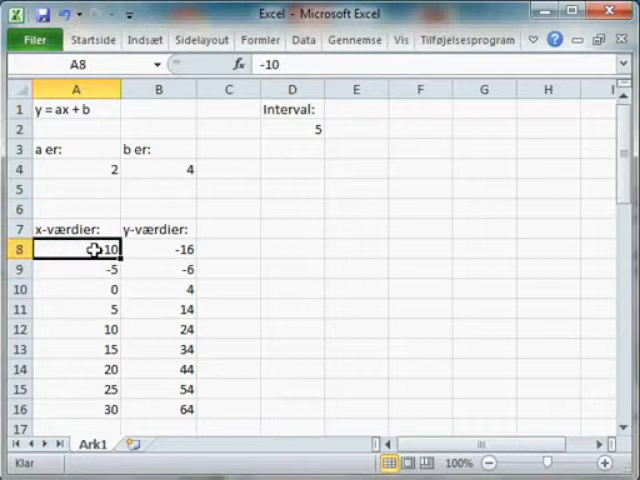 Excel - Microsoft Excel
Filer Startside Indsæt Sidelayout Formler Data Gennemse Vis Tilføjelsesprogram
A8 fx -10
A B C D E F G H I
1 y = ax + b Interval:
2 5
3 a er: b er:
4 2 4
5
6
7 x-værdier: y-værdier:
8 -10 -16
9 -5 -6
10 0 4
11 5 14
12 10 24
13 15 34
14 20 44
15 25 54
16 30 64
17
Ark1
Klar 100%